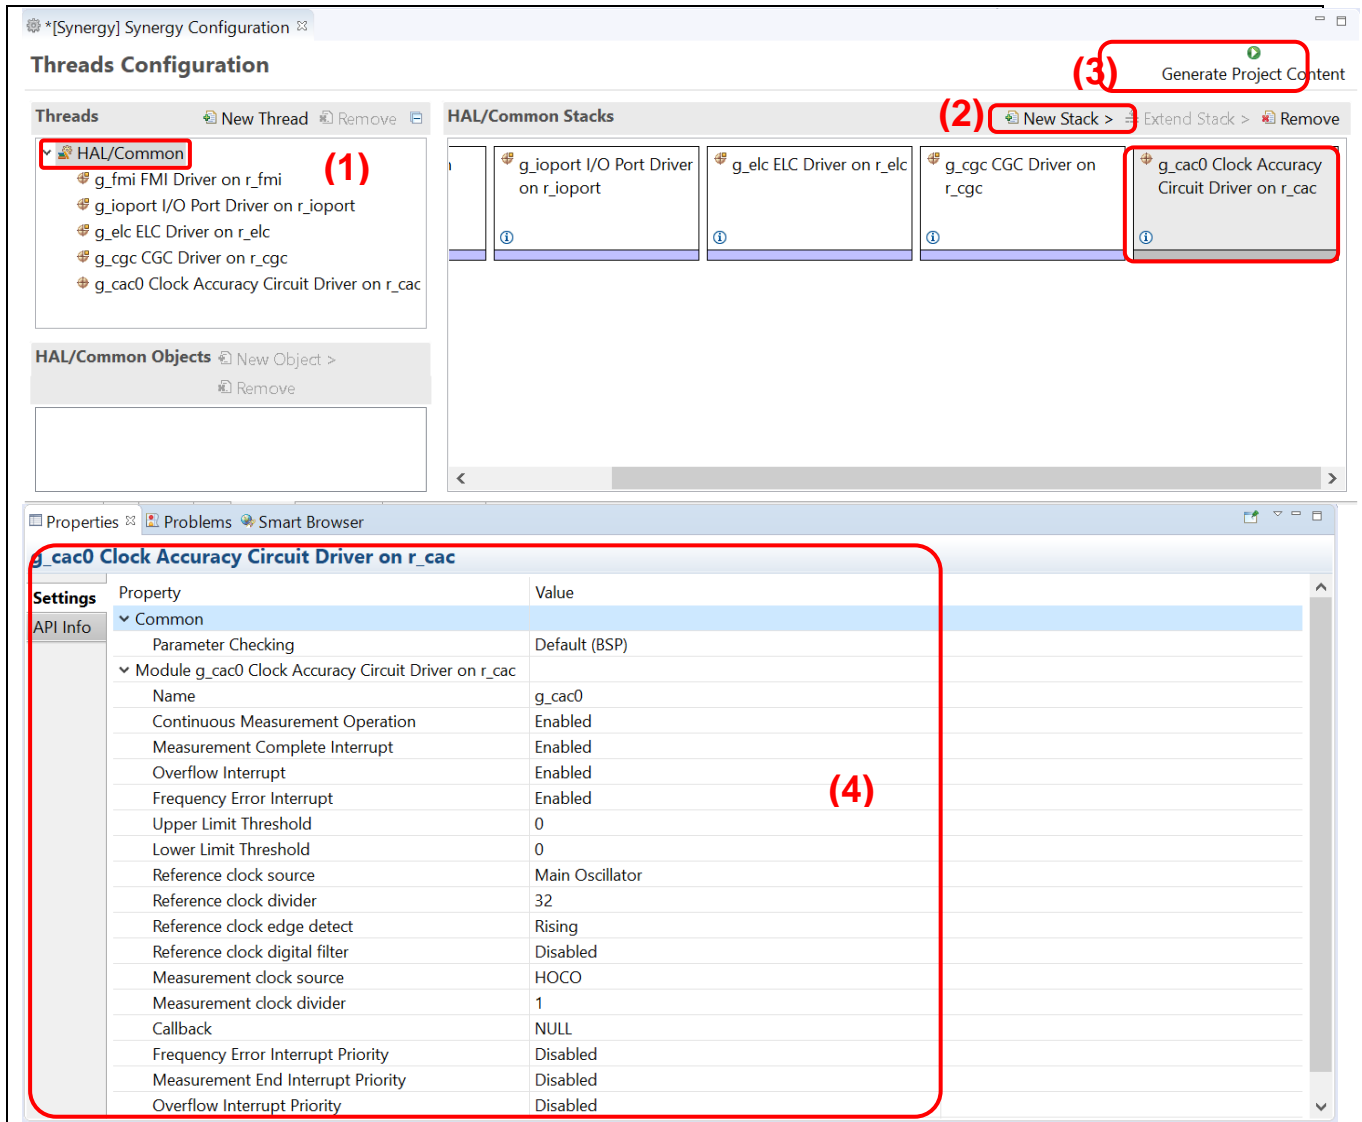 *[Synergy] Synergy Configuration
Threads Configuration
(3)
Generate Project Content
Threads
New Thread
Remove
HAL/Common Stacks
(2)
New Stack >
Extend Stack >
Remove
HAL/Common
(1)
g_fmi FMI Driver on r_fmi
g_ioport I/O Port Driver on r_ioport
g_elc ELC Driver on r_elc
g_cgc CGC Driver on r_cgc
g_cac0 Clock Accuracy Circuit Driver on r_cac
g_ioport I/O Port Driver
on r_ioport
g_elc ELC Driver on r_elc
g_cgc CGC Driver on
r_cgc
g_cac0 Clock Accuracy
Circuit Driver on r_cac
HAL/Common Objects
New Object >
Remove
Properties
Problems
Smart Browser
g_cac0 Clock Accuracy Circuit Driver on r_cac
Settings
API Info
Property Value
Common
Parameter Checking Default (BSP)
Module g_cac0 Clock Accuracy Circuit Driver on r_cac
Name g_cac0
Continuous Measurement Operation Enabled
Measurement Complete Interrupt Enabled
Overflow Interrupt Enabled
(4)
Frequency Error Interrupt Enabled
Upper Limit Threshold 0
Lower Limit Threshold 0
Reference clock source Main Oscillator
Reference clock divider 32
Reference clock edge detect Rising
Reference clock digital filter Disabled
Measurement clock source HOCO
Measurement clock divider 1
Callback NULL
Frequency Error Interrupt Priority Disabled
Measurement End Interrupt Priority Disabled
Overflow Interrupt Priority Disabled